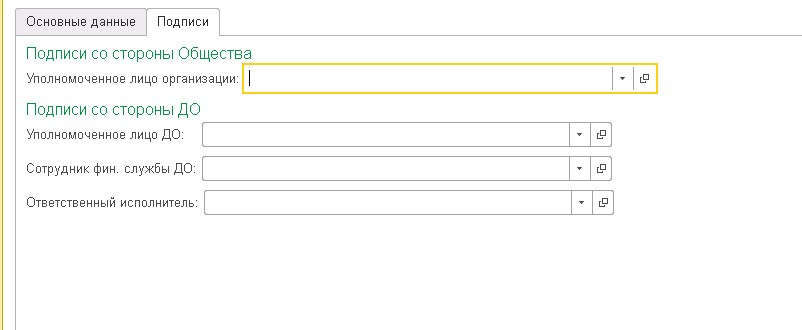 Основные данные Подписи
Подписи со стороны Общества
Уполномоченное лицо организации:
Подписи со стороны ДО
Уполномоченное лицо ДО:
Сотрудник фин. службы ДО:
Ответственный исполнитель: